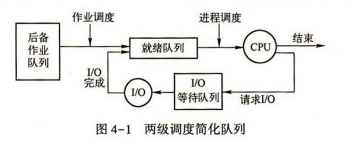 作业调度
进程调度
后备
作业
队列
就绪队列
CPU
结束
I/O
完成
I/O
I/O
等待队列
请求I/O
图 4-1 两级调度简化队列